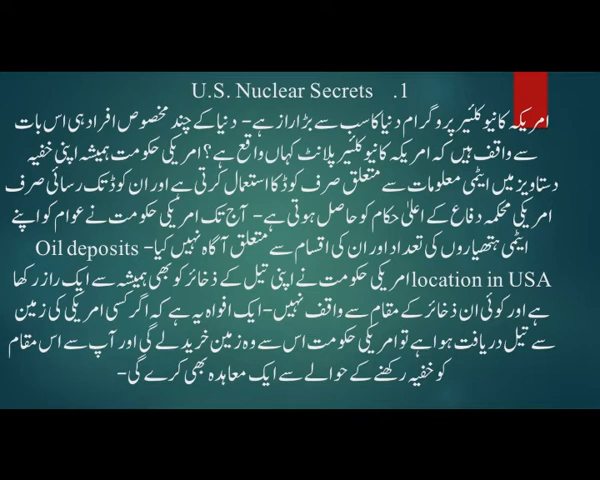 1. U.S. Nuclear Secrets
امریکہ کا نیو کلئیر پروگرام دنیا کا سب سے بڑا راز ہے- دنیا کے چند مخصوص افراد ہی اس بات
سے واقف ہیں کہ امریکہ کا نیوکلئیر پلانٹ کہاں واقع ہے؟ امریکی حکومت ہمیشہ اپنی خفیہ
دستاویز میں ایٹمی معلومات سے متعلق صرف کوڈ کا استعمال کرتی ہے اور ان کوڈ تک رسائی صرف
امریکی محکمہ دفاع کے اعلیٰ حکام کو حاصل ہوتی ہے- آج تک امریکی حکومت نے عوام کو اپنے
ایٹمی ہتھیاروں کی تعداد اور ان کی اقسام سے متعلق آگاہ نہیں کیا- Oil deposits
location in USA امریکی حکومت نے اپنی تیل کے ذخائر کو بھی ہمیشہ سے ایک راز رکھا
ہے اور کوئی ان ذخائر کے مقام سے واقف نہیں- ایک افواہ یہ ہے کہ اگر کسی امریکی کی زمین
سے تیل دریافت ہوا ہے تو امریکی حکومت اس سے وہ زمین خرید لے گی اور آپ سے اس مقام
کو خفیہ رکھنے کے حوالے سے ایک معاہدہ بھی کرے گی-